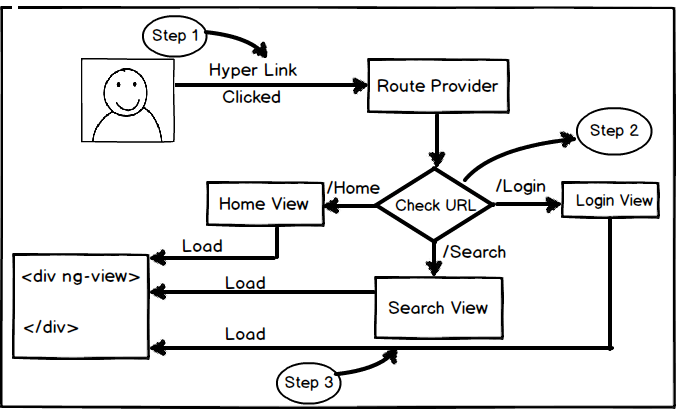 Step 1
Hyper Link
Clicked
Route Provider
Step 2
/Home
/Login
Home View
Check URL
Login View
Load
/Search
<div ng-view>
Load
Search View
</div>
Load
Step 3